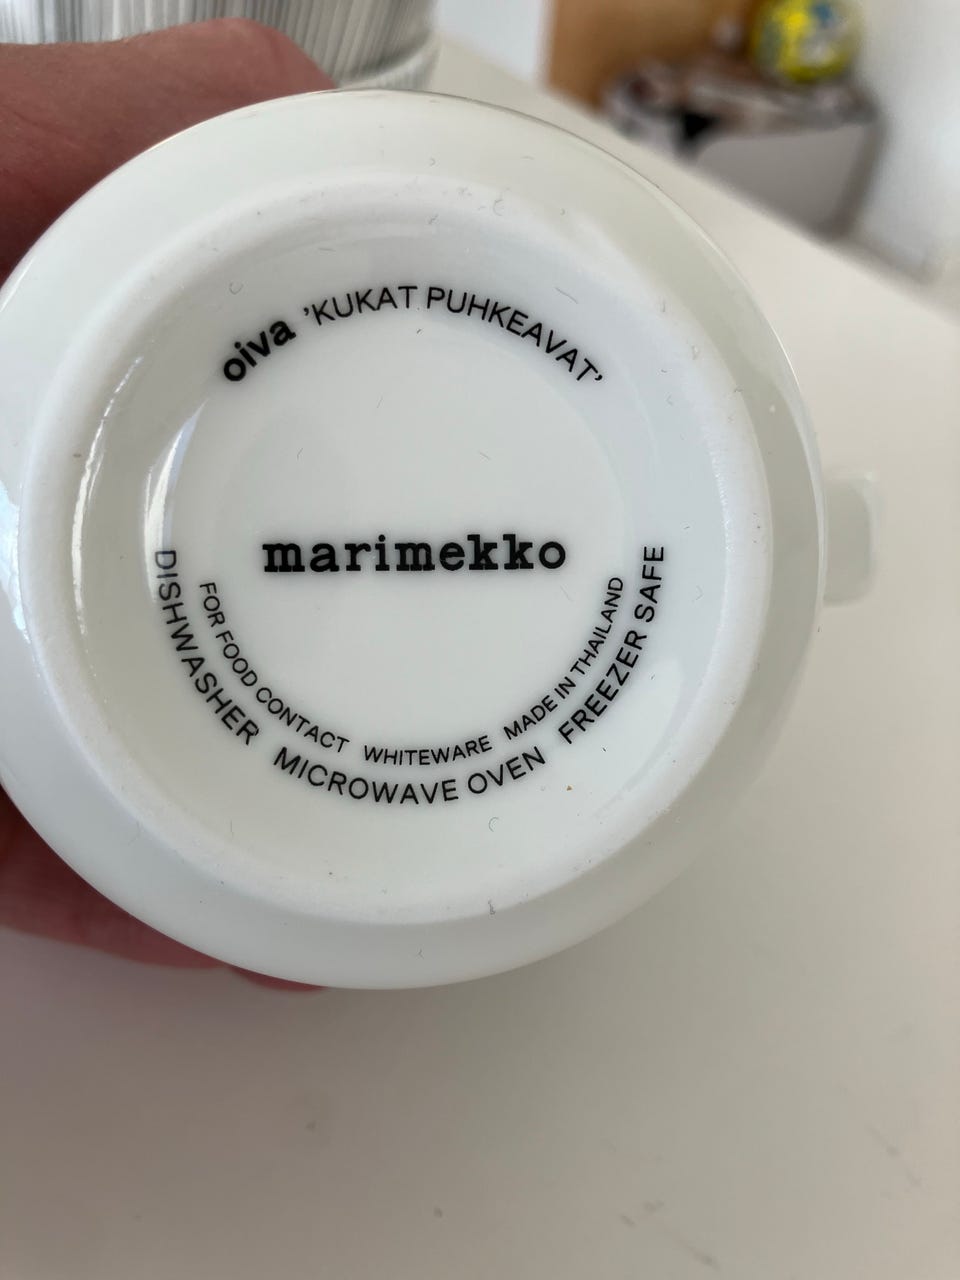 oiva ’KUKAT PUHKEAVAT’
marimekko
FOR FOOD CONTACT WHITEWARE MADE IN THAILAND
DISHWASHER MICROWAVE OVEN FREEZER SAFE